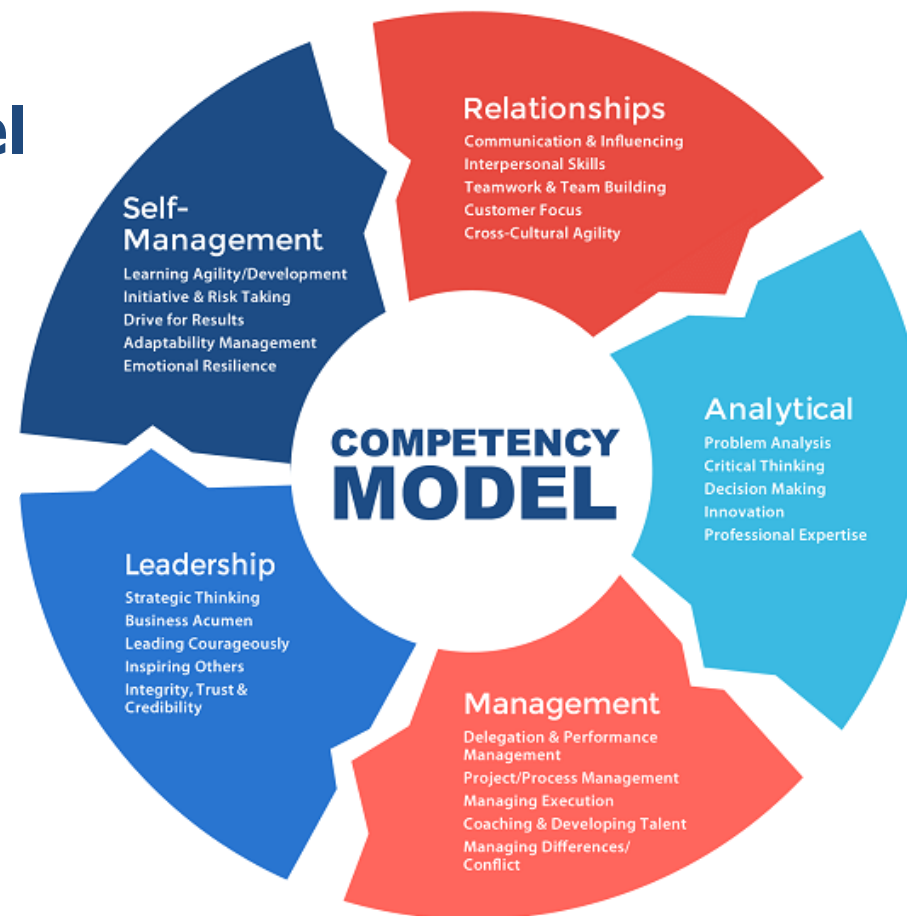 el
Relationships
Communication & Influencing
Interpersonal Skills
Teamwork & Team Building
Customer Focus
Cross-Cultural Agility
Self-
Management
Learning Agility/Development
Initiative & Risk Taking
Drive for Results
Adaptability Management
Emotional Resilience
Analytical
Problem Analysis
Critical Thinking
Decision Making
Innovation
Professional Expertise
COMPETENCY
MODEL
Leadership
Strategic Thinking
Business Acumen
Leading Courageously
Inspiring Others
Integrity, Trust &
Credibility
Management
Delegation & Performance
Management
Project/Process Management
Managing Execution
Coaching & Developing Talent
Managing Differences/
Conflict